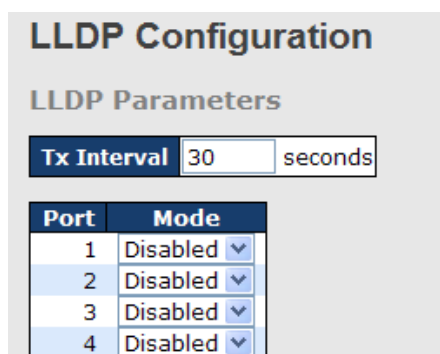 LLDP Configuration
LLDP Parameters
Tx Interval 30 seconds
Port Mode
1 Disabled
2 Disabled
3 Disabled
4 Disabled